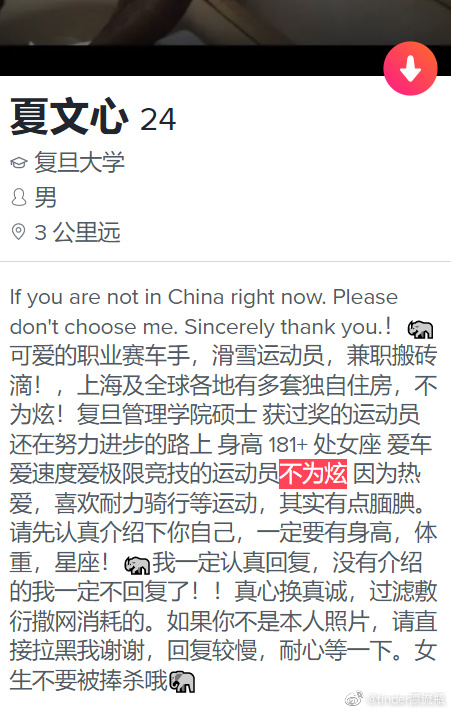 夏文心 24
复旦大学
男
3 公里远
If you are not in China right now. Please
don't choose me. Sincerely thank you.！
可爱的职业赛车手，滑雪运动员，兼职搬砖
滴！，上海及全球各地有多套独自住房，不
为炫！复旦管理学院硕士 获过奖的运动员
还在努力进步的路上 身高 181+ 处女座 爱车
爱速度爱极限竞技的运动员不为炫 因为热
爱，喜欢耐力骑行等运动，其实有点腼腆。
请先认真介绍下你自己，一定要有身高，体
重，星座！🐘我一定认真回复，没有介绍
的我一定不回复了！！真心换真诚，过滤敷
衍撒网消耗的。如果你不是本人照片，请直
接拉黑我谢谢，回复较慢，耐心等一下。女
生不要被捧杀哦🐘